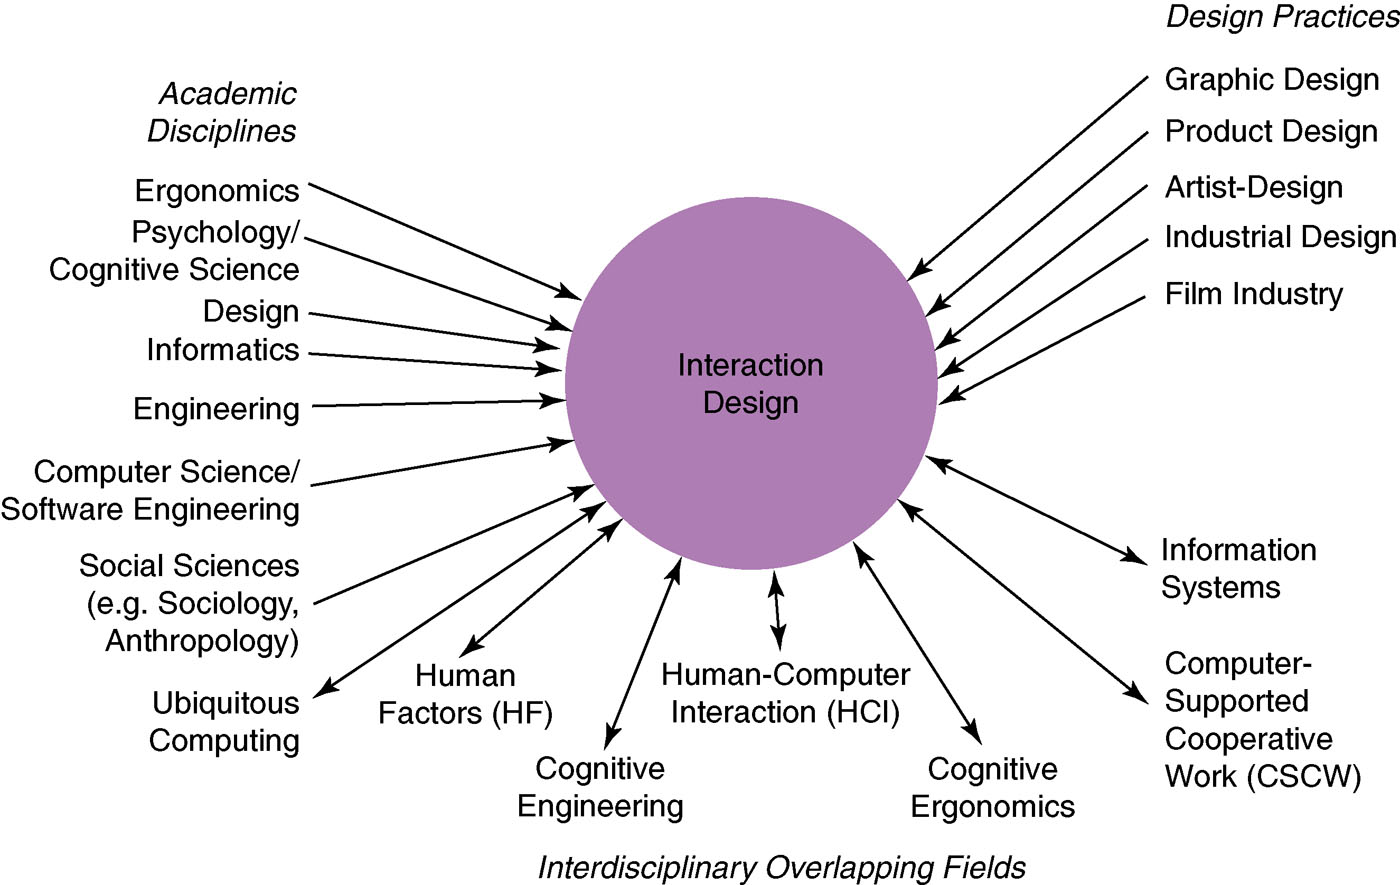 Design Practices
Graphic Design
Product Design
Artist-Design
Industrial Design
Film Industry
Academic
Disciplines
Ergonomics
Psychology/
Cognitive Science
Design
Informatics
Engineering
Computer Science/
Software Engineering
Social Sciences
(e.g. Sociology,
Anthropology)
Ubiquitous
Computing
Interaction
Design
Human
Factors (HF)
Cognitive
Engineering
Human-Computer
Interaction (HCI)
Cognitive
Ergonomics
Information
Systems
Computer-
Supported
Cooperative
Work (CSCW)
Interdisciplinary Overlapping Fields